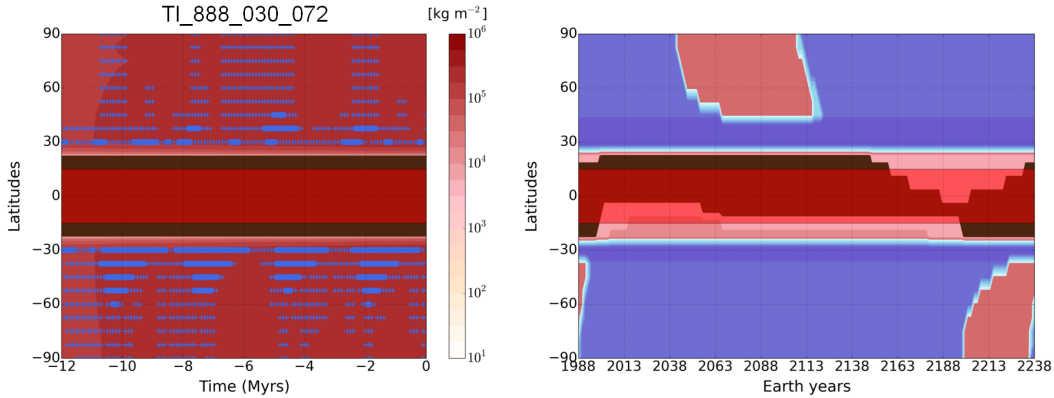 TI_888_030_072
[kg m⁻²]
90
60
30
0
−30
−60
−90
Latitudes
−12 −10 −8 −6 −4 −2 0
Time (Myrs)
10⁶
10⁵
10⁴
10³
10²
10¹
90
60
30
0
−30
−60
−90
Latitudes
1988 2013 2038 2063 2088 2113 2138 2163 2188 2213 2238
Earth years